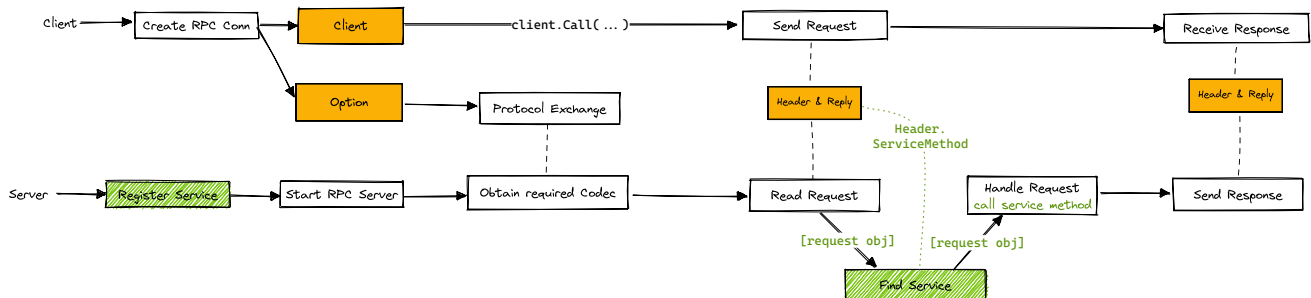 Client
Create RPC Conn
Client
client.Call(...)
Send Request
Receive Response
Option
Protocol Exchange
Header & Reply
Header & Reply
Header.
ServiceMethod
Server
Register Service
Start RPC Server
Obtain required Codec
Read Request
Handle Request
call service method
Send Response
[request obj]
[request obj]
Find Service